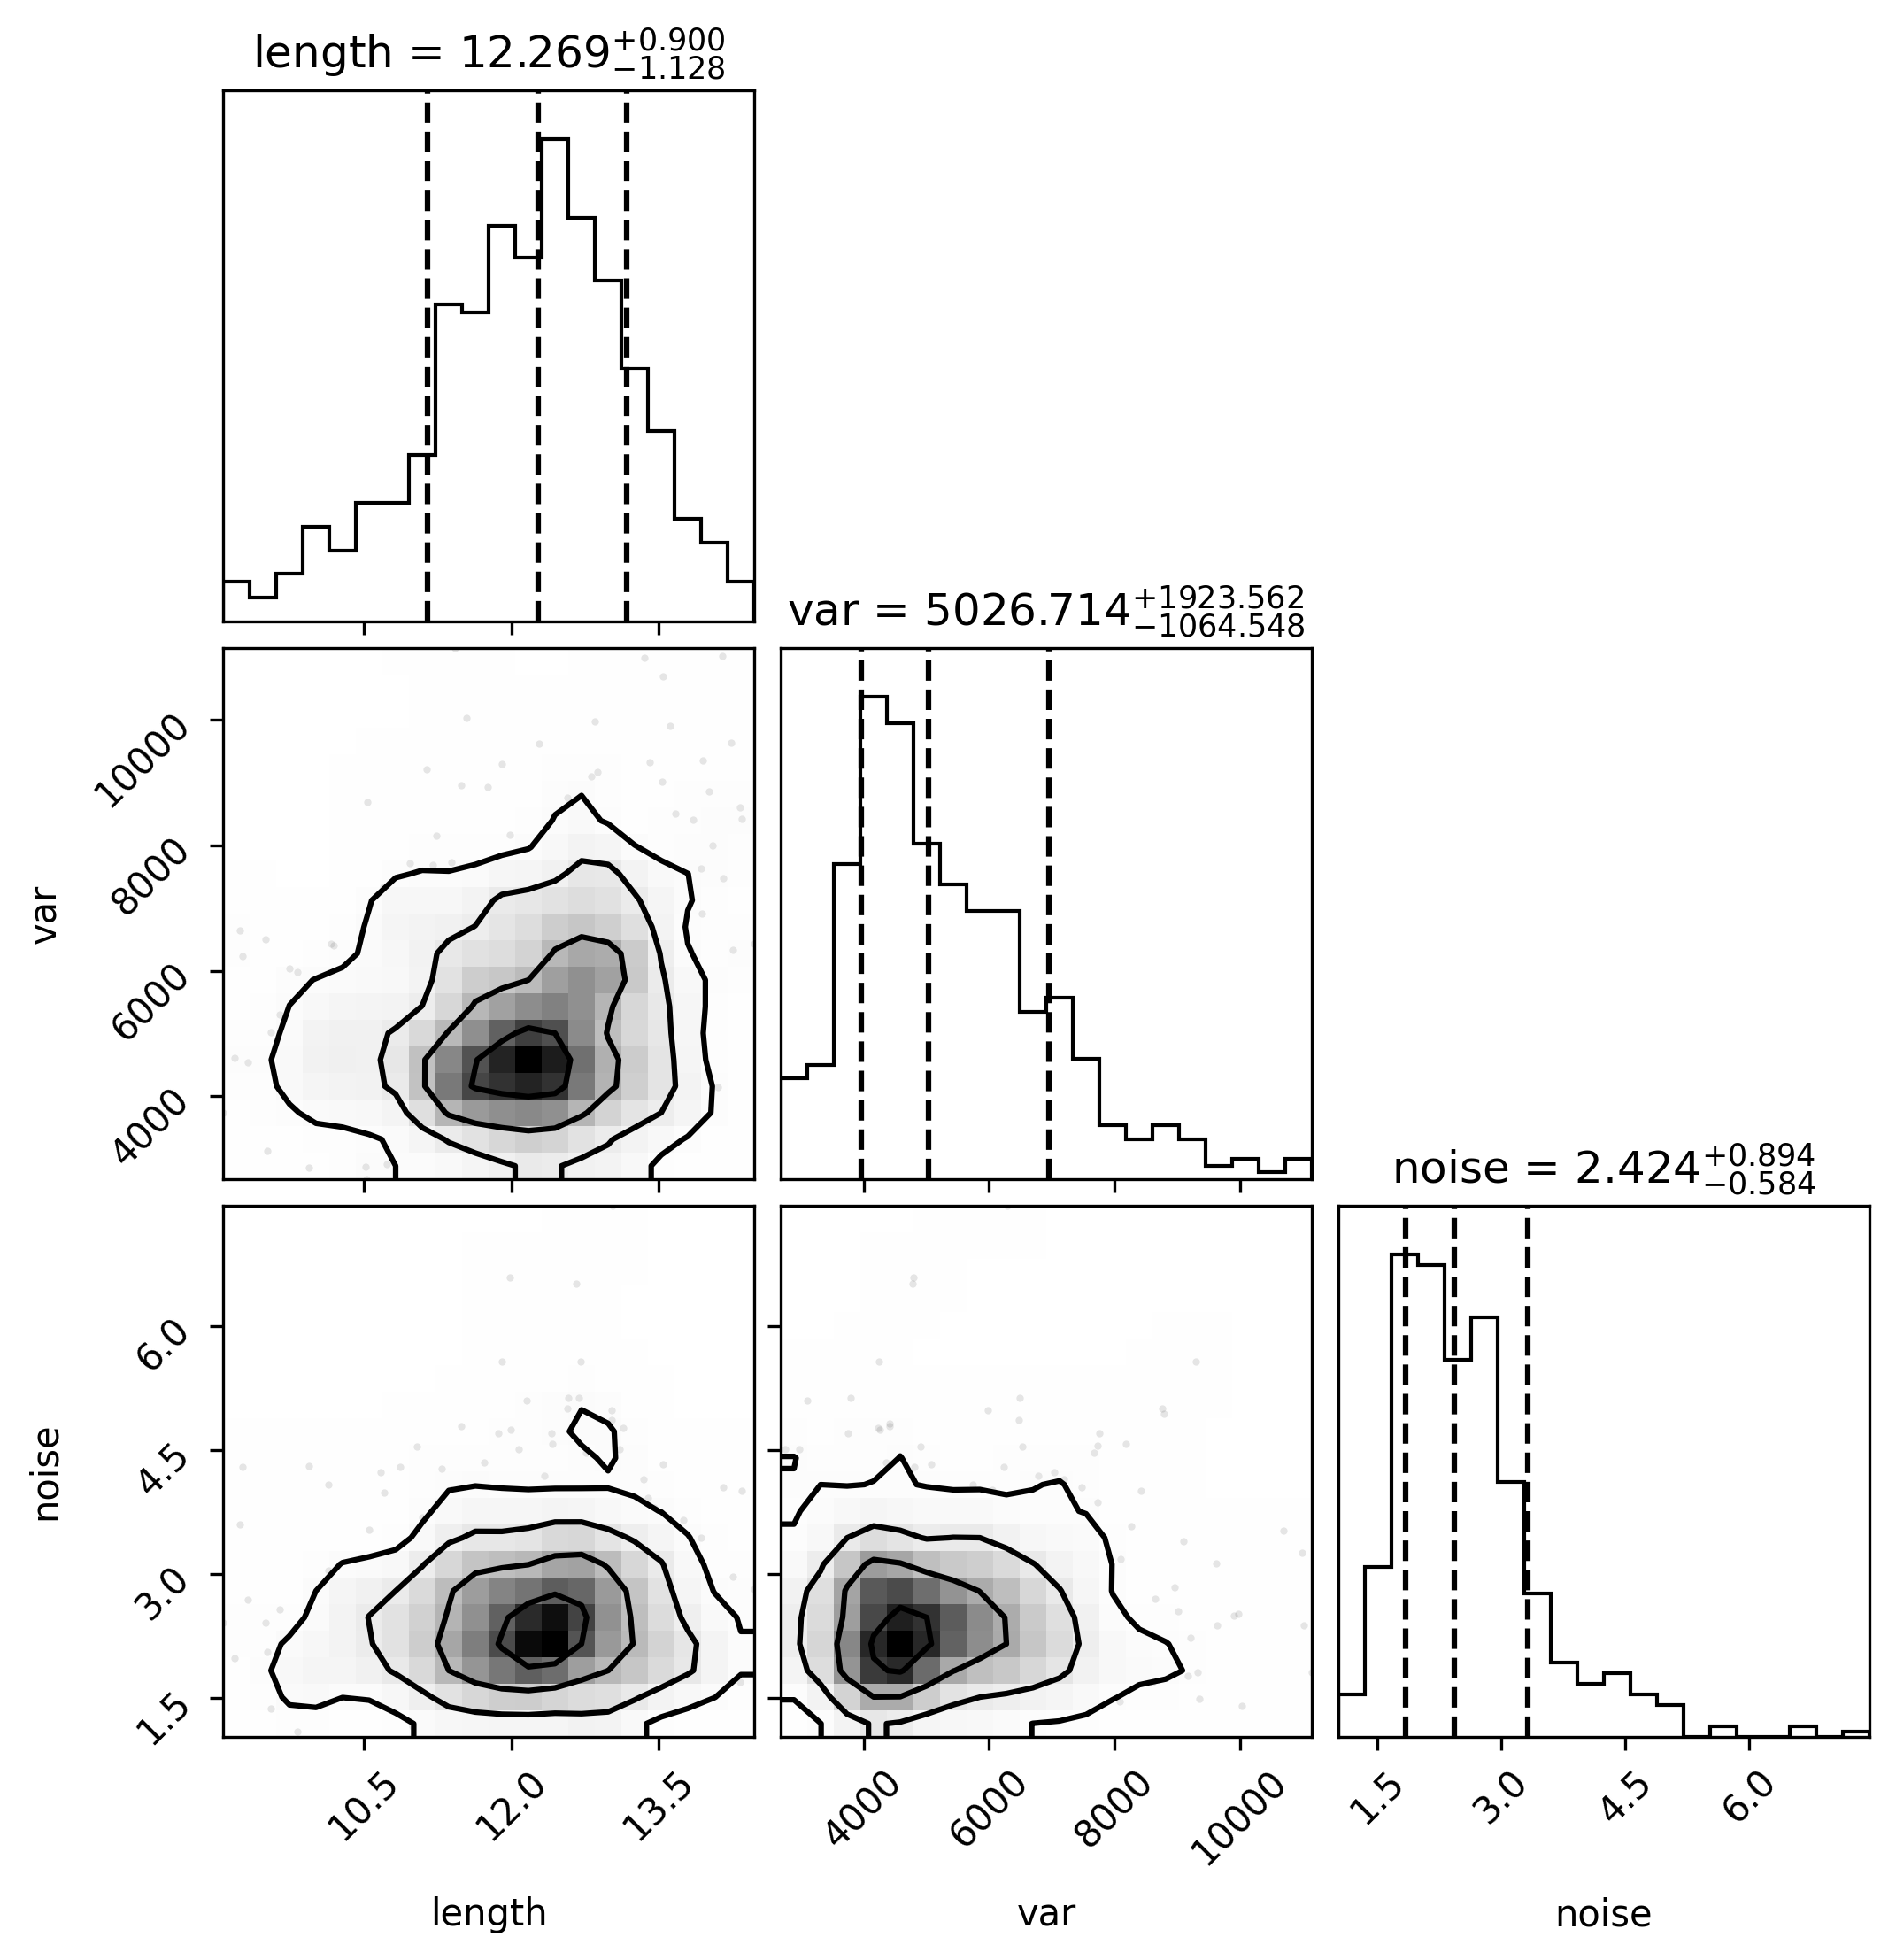 length = 12.269 +0.900 −1.128
var = 5026.714 +1923.562 −1064.548
10000
8000
6000
4000
var
noise = 2.424 +0.894 −0.584
6.0
4.5
3.0
1.5
noise
10.5 12.0 13.5
4000 6000 8000 10000
1.5 3.0 4.5 6.0
length
var
noise